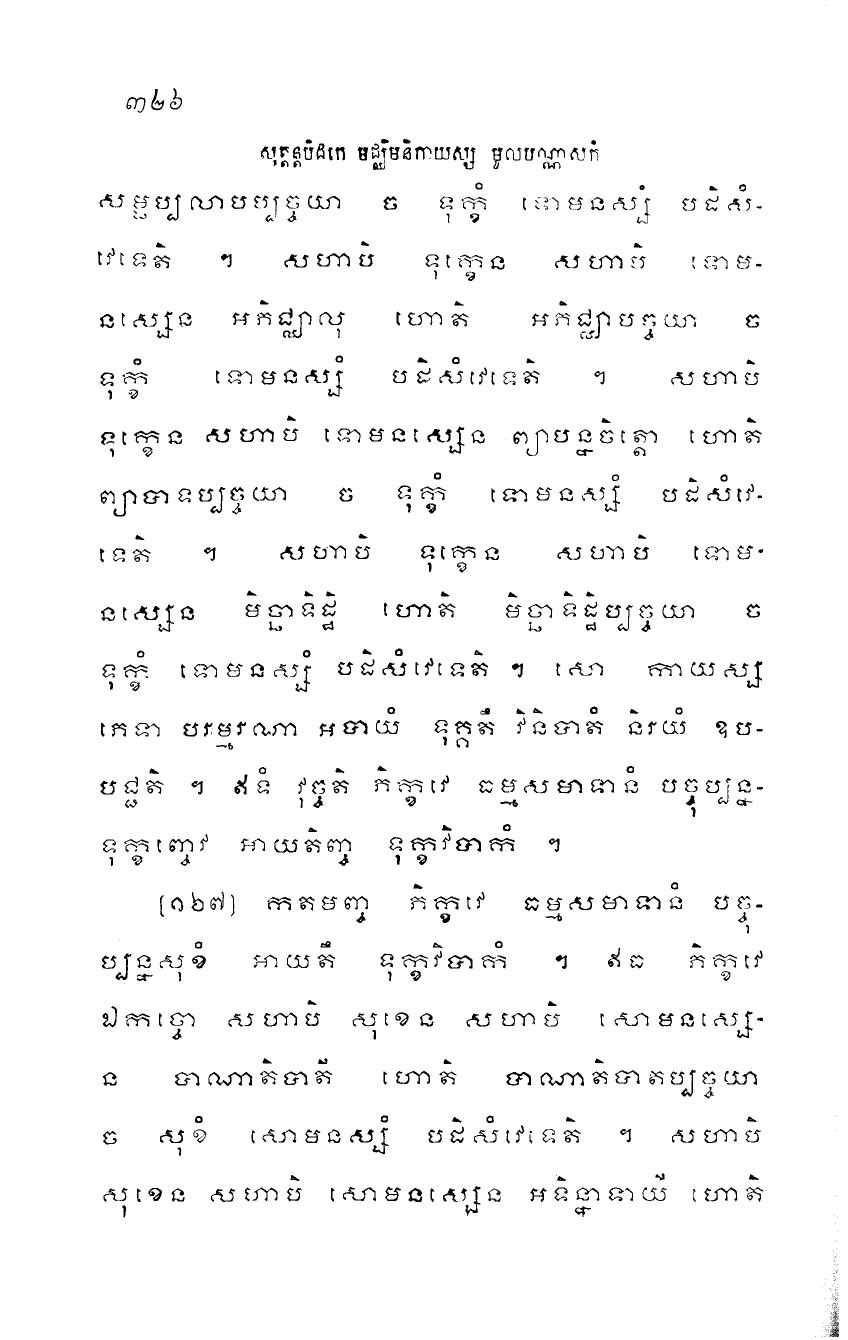 ៣២៦
សុត្តន្តបិដកេ មជ្ឈិមនិកាយស្ស មូលបណ្ណាសកំ
សម្ផប្បលាបប្បច្ចយា ច ទុក្ខំ ទោមនស្សំ បដិសំ-
វេទេតិ ។ សហាបិ ទុក្ខេន សហាបិ ទោម-
នស្សេន អភិជ្ឈាលុ ហោតិ អភិជ្ឈាបច្ចយា ច
ទុក្ខំ ទោមនស្សំ បដិសំវេទេតិ ។ សហាបិ
ទុក្ខេន សហាបិ ទោមនស្សេន ព្យាបន្នចិត្តោ ហោតិ
ព្យាបាទប្បច្ចយា ច ទុក្ខំ ទោមនស្សំ បដិសំវេ-
ទេតិ ។ សហាបិ ទុក្ខេន សហាបិ ទោម-
នស្សេន មិច្ឆាទិដ្ឋិ ហោតិ មិច្ឆាទិដ្ឋិប្បច្ចយា ច
ទុក្ខំ ទោមនស្សំ បដិសំវេទេតិ ។ សោ កាយស្ស
ភេទា បរម្មរណា អបាយំ ទុគ្គតឹ វិនិបាតំ និរយំ ឧប-
បជ្ជតិ ។ ឥទំ វុច្ចតិ ភិក្ខវេ ធម្មសមាទានំ បច្ចុប្បន្ន-
ទុក្ខញ្ចេវ អាយតិញ្ច ទុក្ខវិបាកំ ។
[១៦៧] កតមញ្ច ភិក្ខវេ ធម្មសមាទានំ បច្ចុ-
ប្បន្នសុខំ អាយតឹ ទុក្ខវិបាកំ ។ ឥធ ភិក្ខវេ
ឯកច្ចោ សហាបិ សុខេន សហាបិ សោមនស្សេ-
ន បាណាតិបាតី ហោតិ បាណាតិបាតប្បច្ចយា
ច សុខំ សោមនស្សំ បដិសំវេទេតិ ។ សហាបិ
សុខេន សហាបិ សោមនស្សេន អទិន្នាទាយី ហោតិ